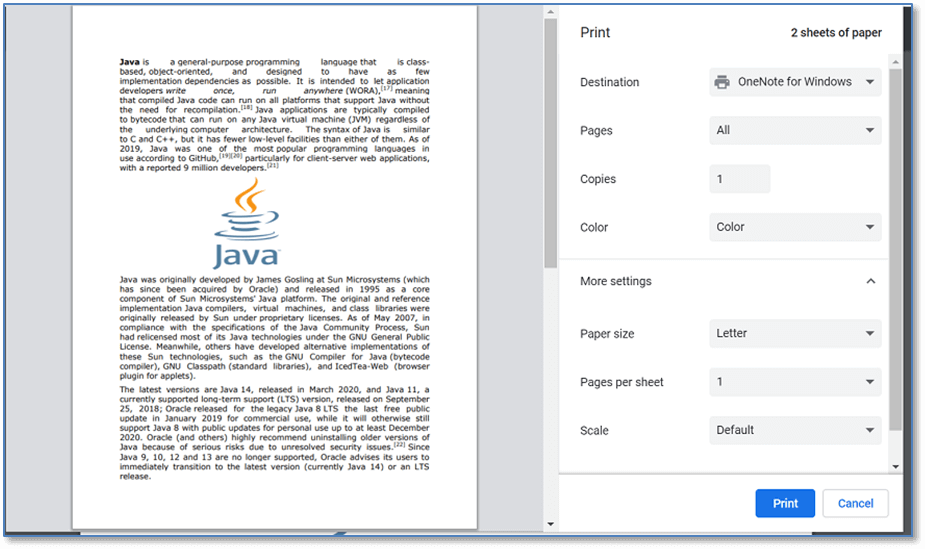 Java is a general-purpose programming language that is class-
based, object-oriented, and designed to have as few
implementation dependencies as possible. It is intended to let application
developers write once, run anywhere (WORA),[17] meaning
that compiled Java code can run on all platforms that support Java without
the need for recompilation.[18] Java applications are typically compiled
to bytecode that can run on any Java virtual machine (JVM) regardless of
the underlying computer architecture. The syntax of Java is similar
to C and C++, but it has fewer low-level facilities than either of them. As of
2019, Java was one of the most popular programming languages in
use according to GitHub,[19][20] particularly for client-server web applications,
with a reported 9 million developers.[21]
Java
Java was originally developed by James Gosling at Sun Microsystems (which
has since been acquired by Oracle) and released in 1995 as a core
component of Sun Microsystems' Java platform. The original and reference
implementation Java compilers, virtual machines, and class libraries were
originally released by Sun under proprietary licenses. As of May 2007, in
compliance with the specifications of the Java Community Process, Sun
had relicensed most of its Java technologies under the GNU General Public
License. Meanwhile, others have developed alternative implementations of
these Sun technologies, such as the GNU Compiler for Java (bytecode
compiler), GNU Classpath (standard libraries), and IcedTea-Web (browser
plugin for applets).
The latest versions are Java 14, released in March 2020, and Java 11, a
currently supported long-term support (LTS) version, released on September
25, 2018; Oracle released for the legacy Java 8 LTS the last free public
update in January 2019 for commercial use, while it will otherwise still
support Java 8 with public updates for personal use up to at least December
2020. Oracle (and others) highly recommend uninstalling older versions of
Java because of serious risks due to unresolved security issues.[22] Since
Java 9, 10, 12 and 13 are no longer supported, Oracle advises its users to
immediately transition to the latest version (currently Java 14) or an LTS
release.
Print 2 sheets of paper
Destination OneNote for Windows
Pages All
Copies 1
Color Color
More settings
Paper size Letter
Pages per sheet 1
Scale Default
Print Cancel